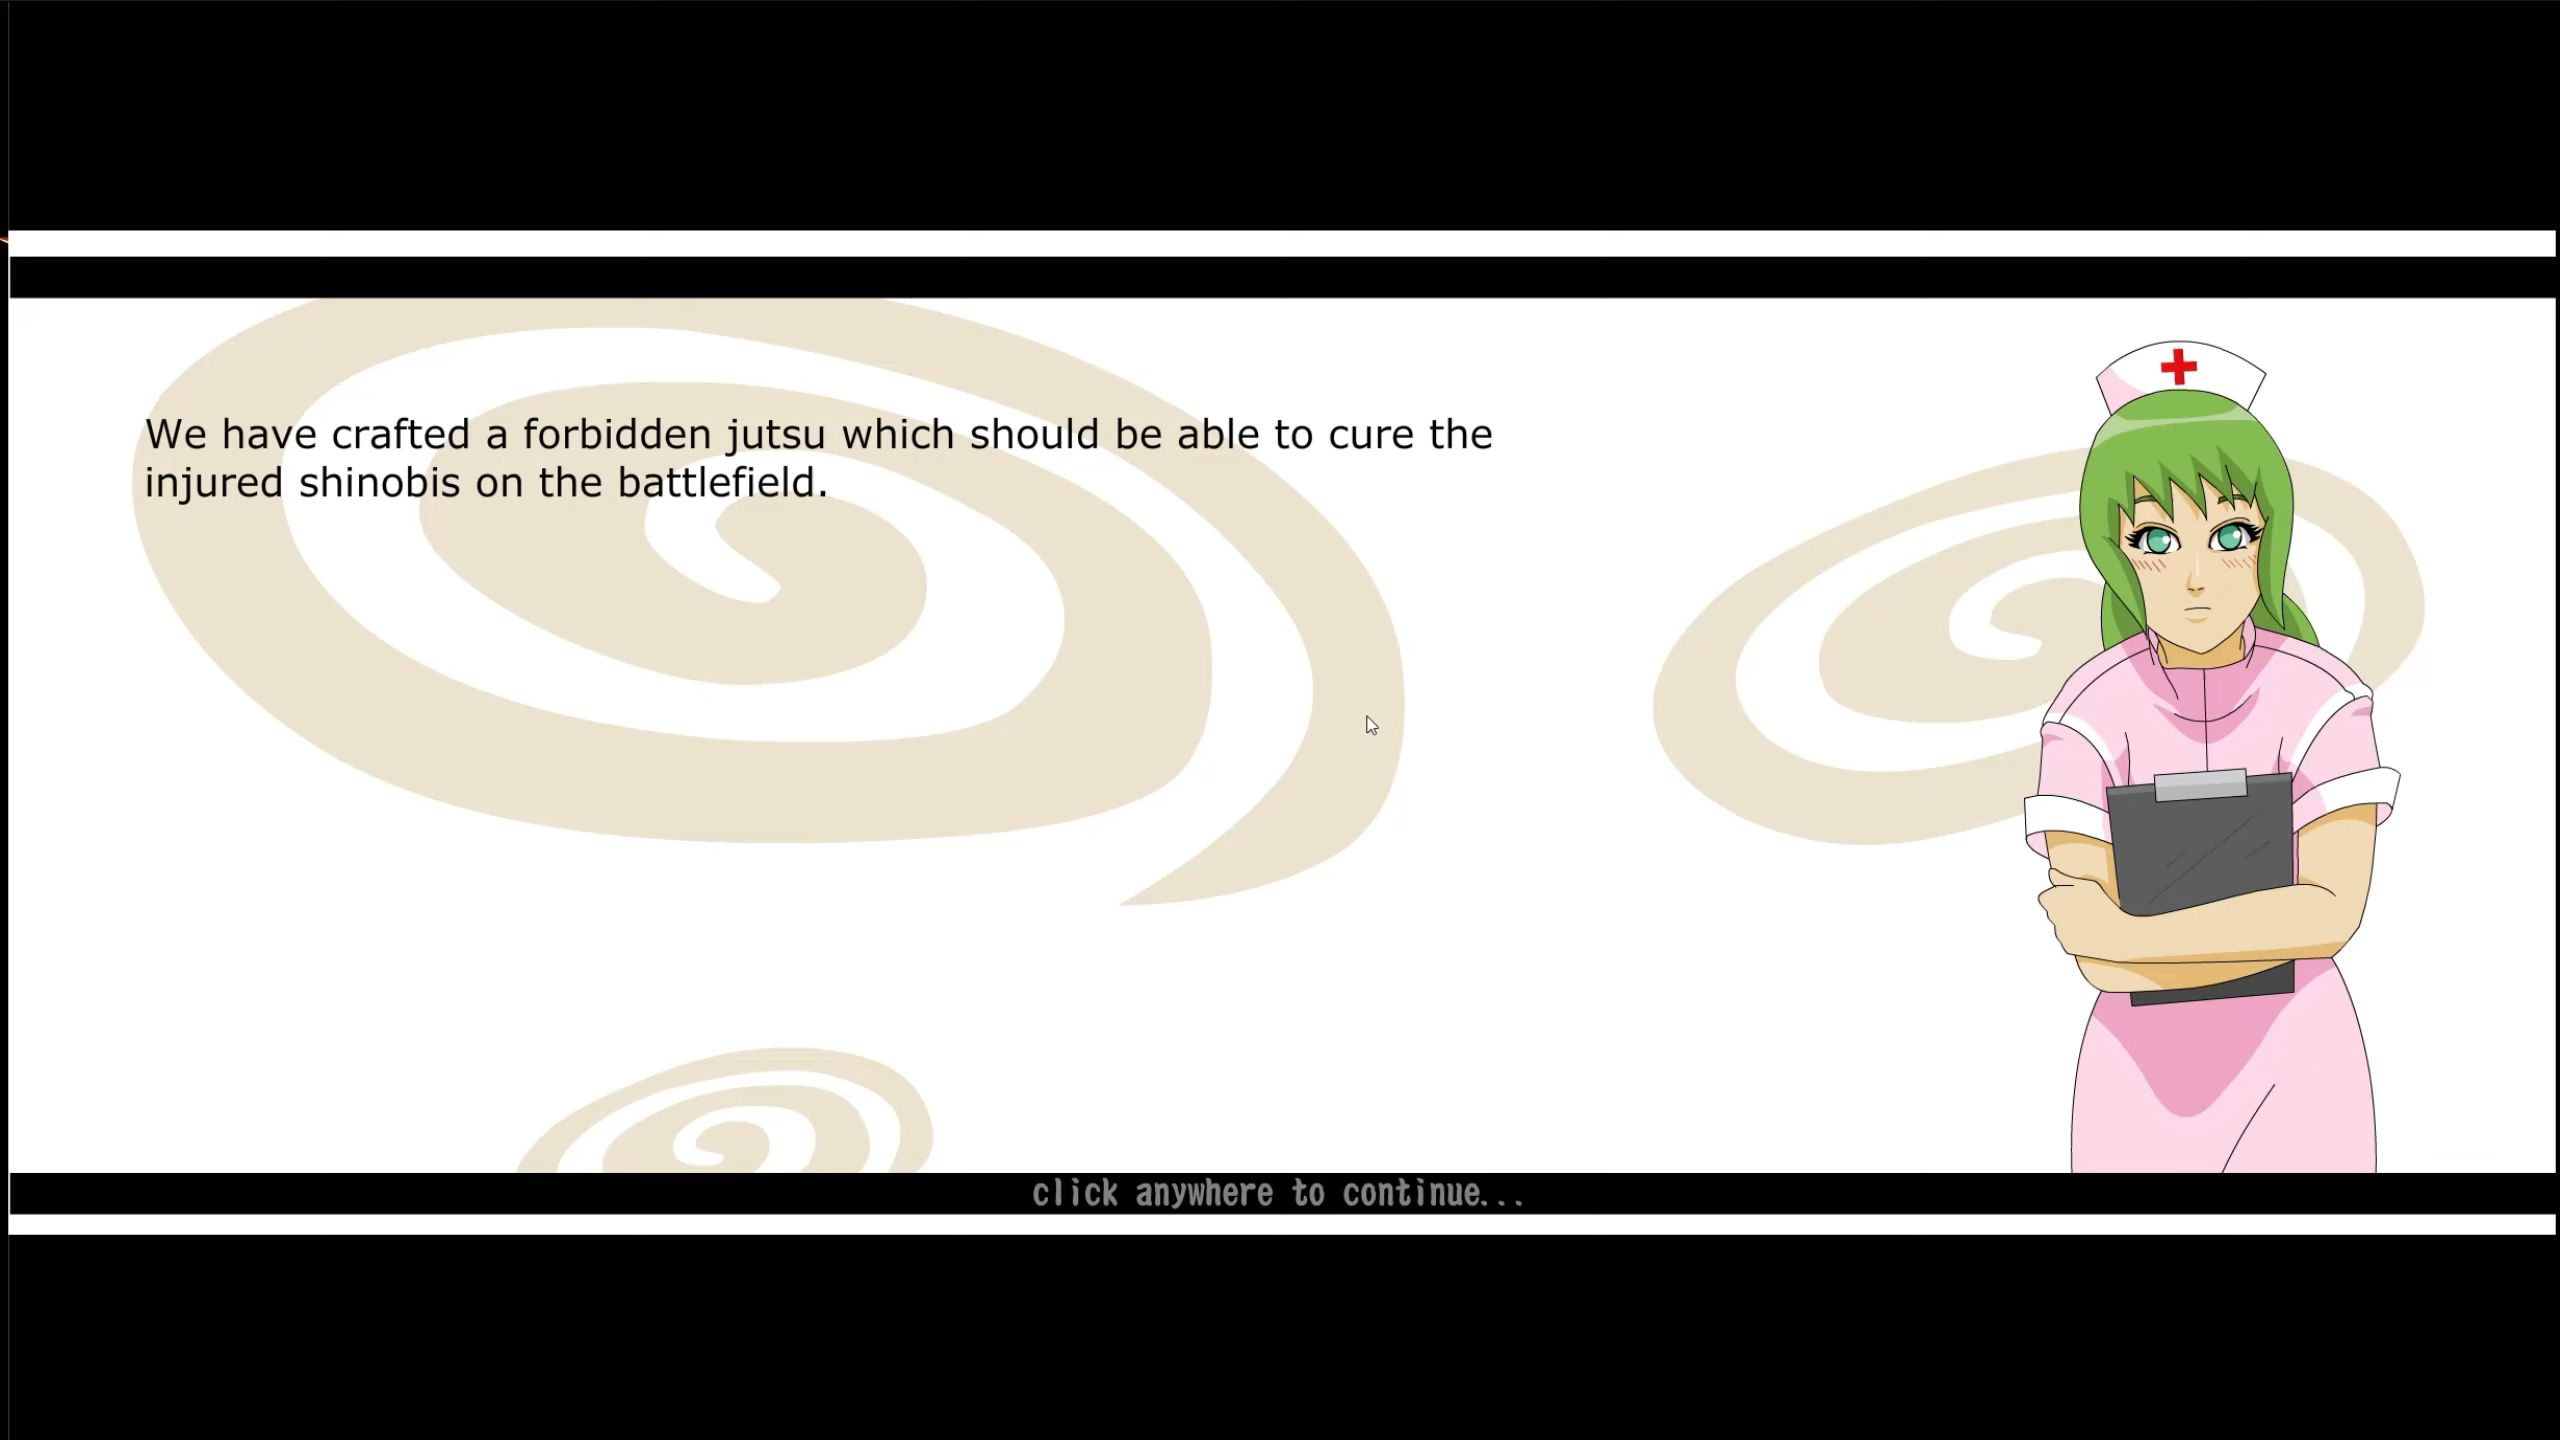 We have crafted a forbidden jutsu which should be able to cure the
injured shinobis on the battlefield.
click anywhere to continue...